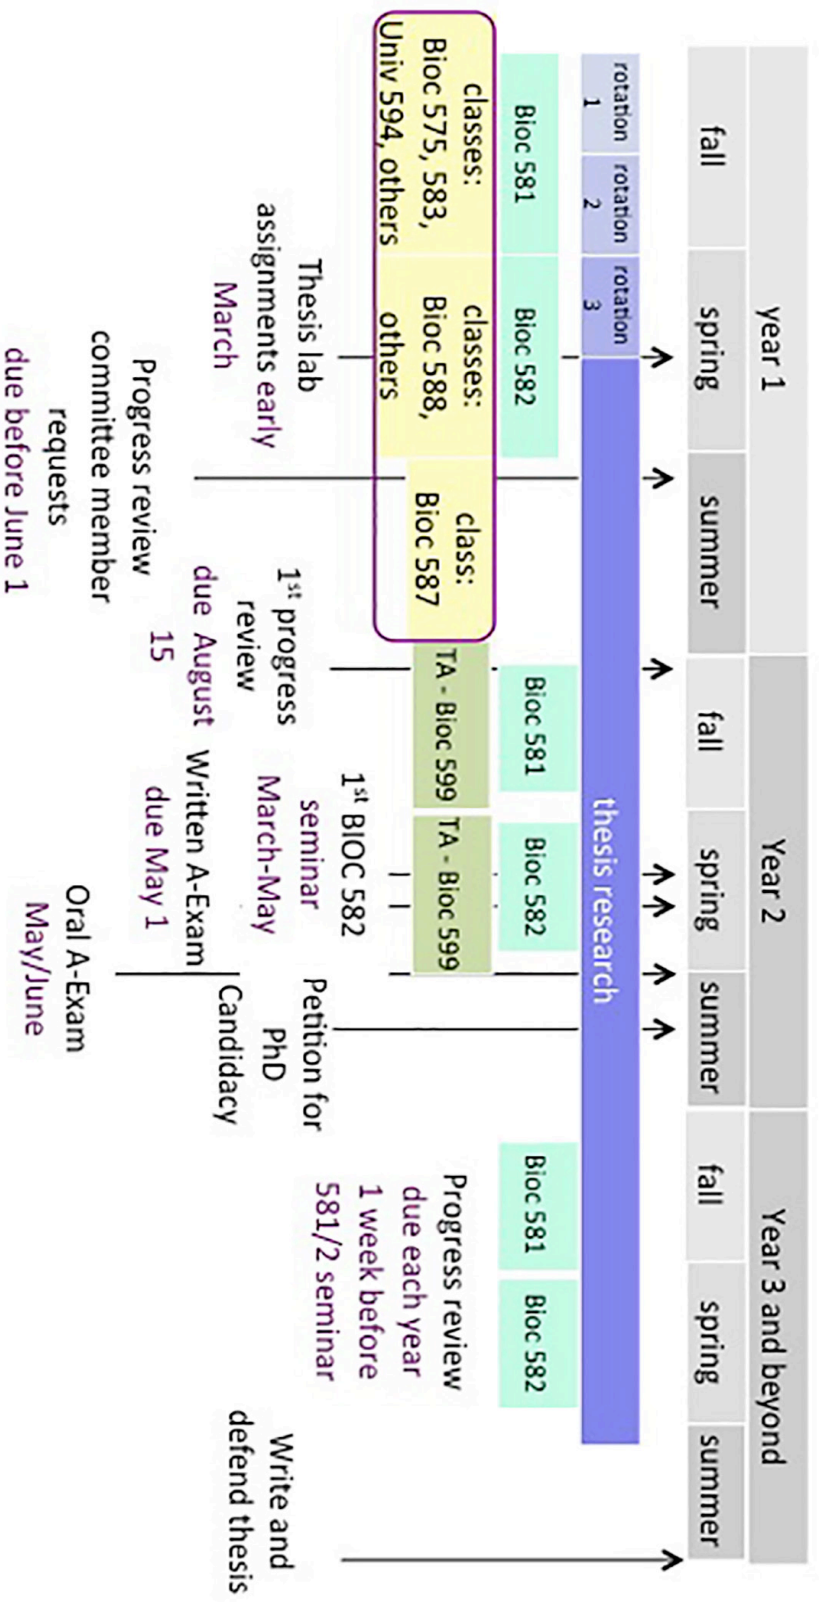 year 1
Year 2
Year 3 and beyond
fall
spring
summer
fall
spring
summer
fall
spring
summer
rotation
1
rotation
2
rotation
3
thesis research
Bioc 581
Bioc 582
Bioc 581
Bioc 582
Bioc 581
Bioc 582
classes:
Bioc 575, 583,
Univ 594, others
classes:
Bioc 588,
others
class:
Bioc 587
TA - Bioc 599
TA - Bioc 599
Thesis lab
assignments early
March
Progress review
committee member
requests
due before June 1
1st progress
review
due August
15
1st BIOC 582
seminar
March-May
Written A-Exam
due May 1
Oral A-Exam
May/June
Petition for
PhD
Candidacy
Progress review
due each year
1 week before
581/2 seminar
Write and
defend thesis